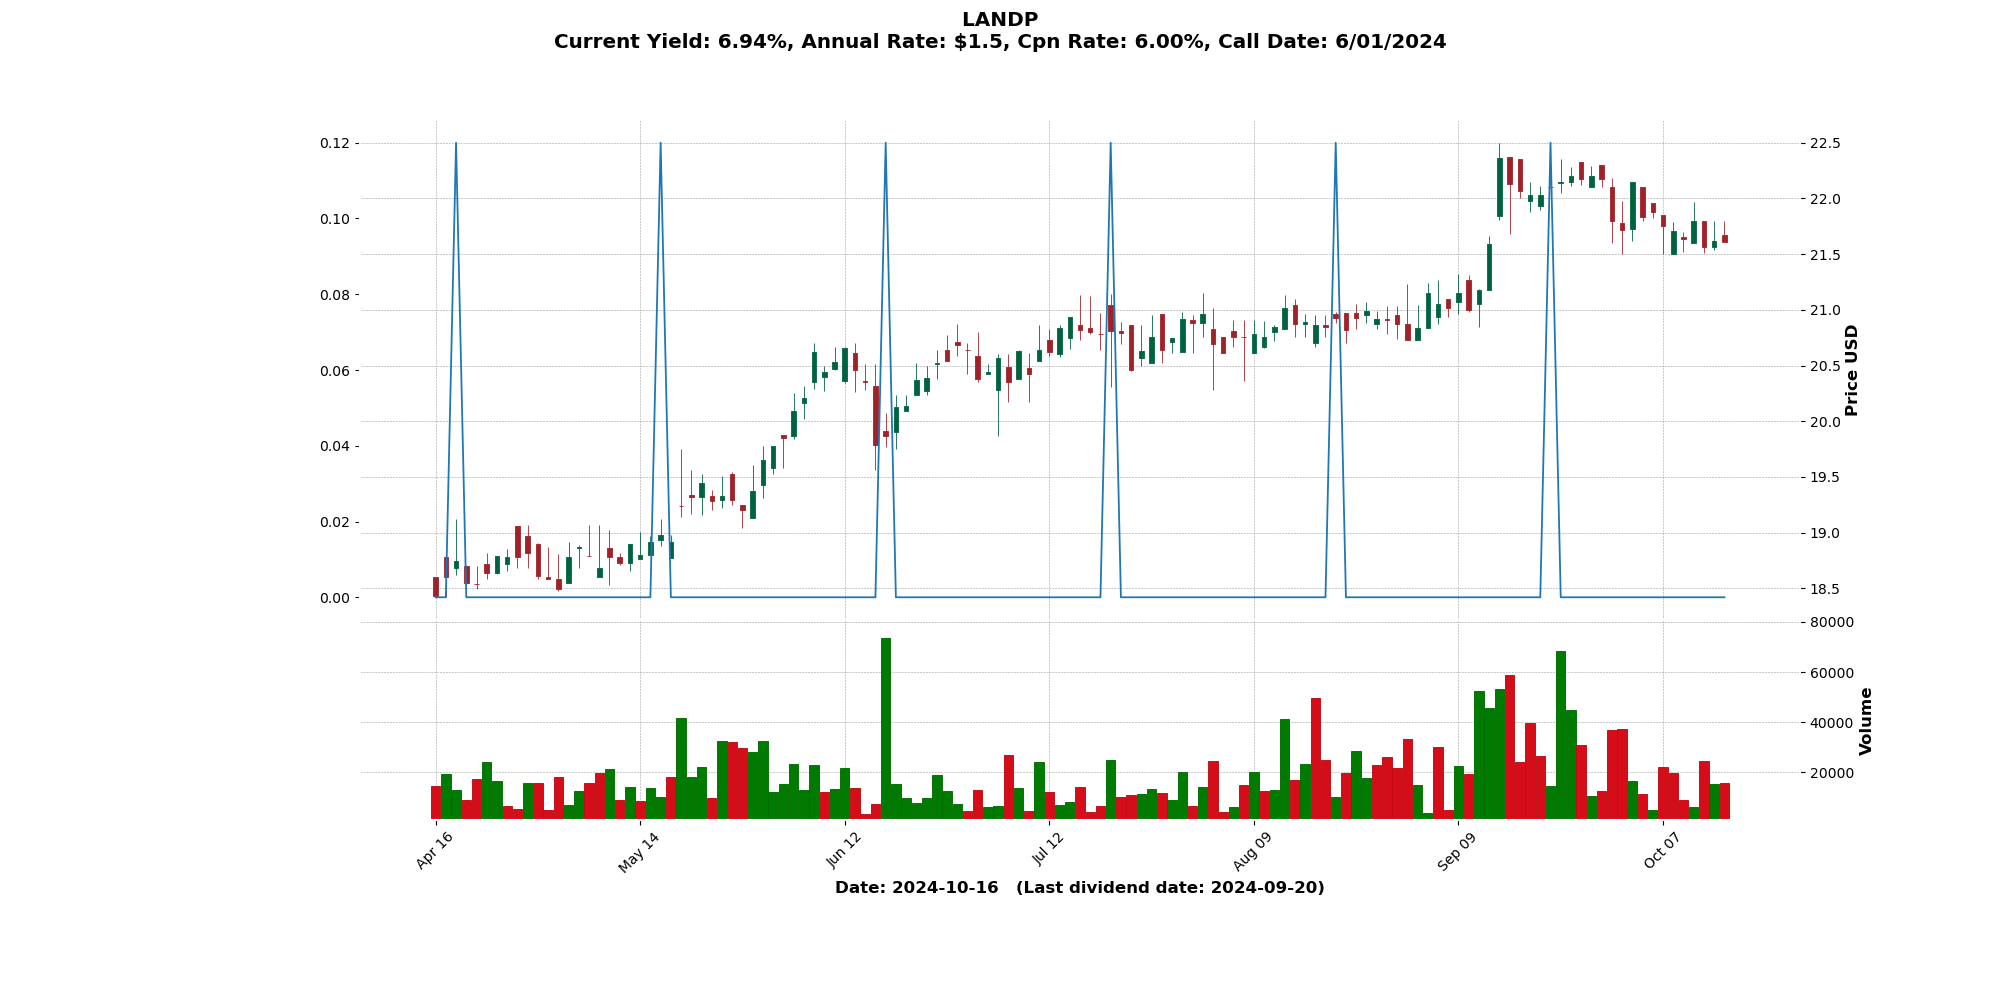 LANDP
Current Yield: 6.94%, Annual Rate: $1.5, Cpn Rate: 6.00%, Call Date: 6/01/2024
0.12
0.10
0.08
0.06
0.04
0.02
0.00
22.5
22.0
21.5
21.0
20.5
20.0
19.5
19.0
18.5
Price USD
80000
60000
40000
20000
Volume
Apr 16
May 14
Jun 12
Jul 12
Aug 09
Sep 09
Oct 07
Date: 2024-10-16 (Last dividend date: 2024-09-20)